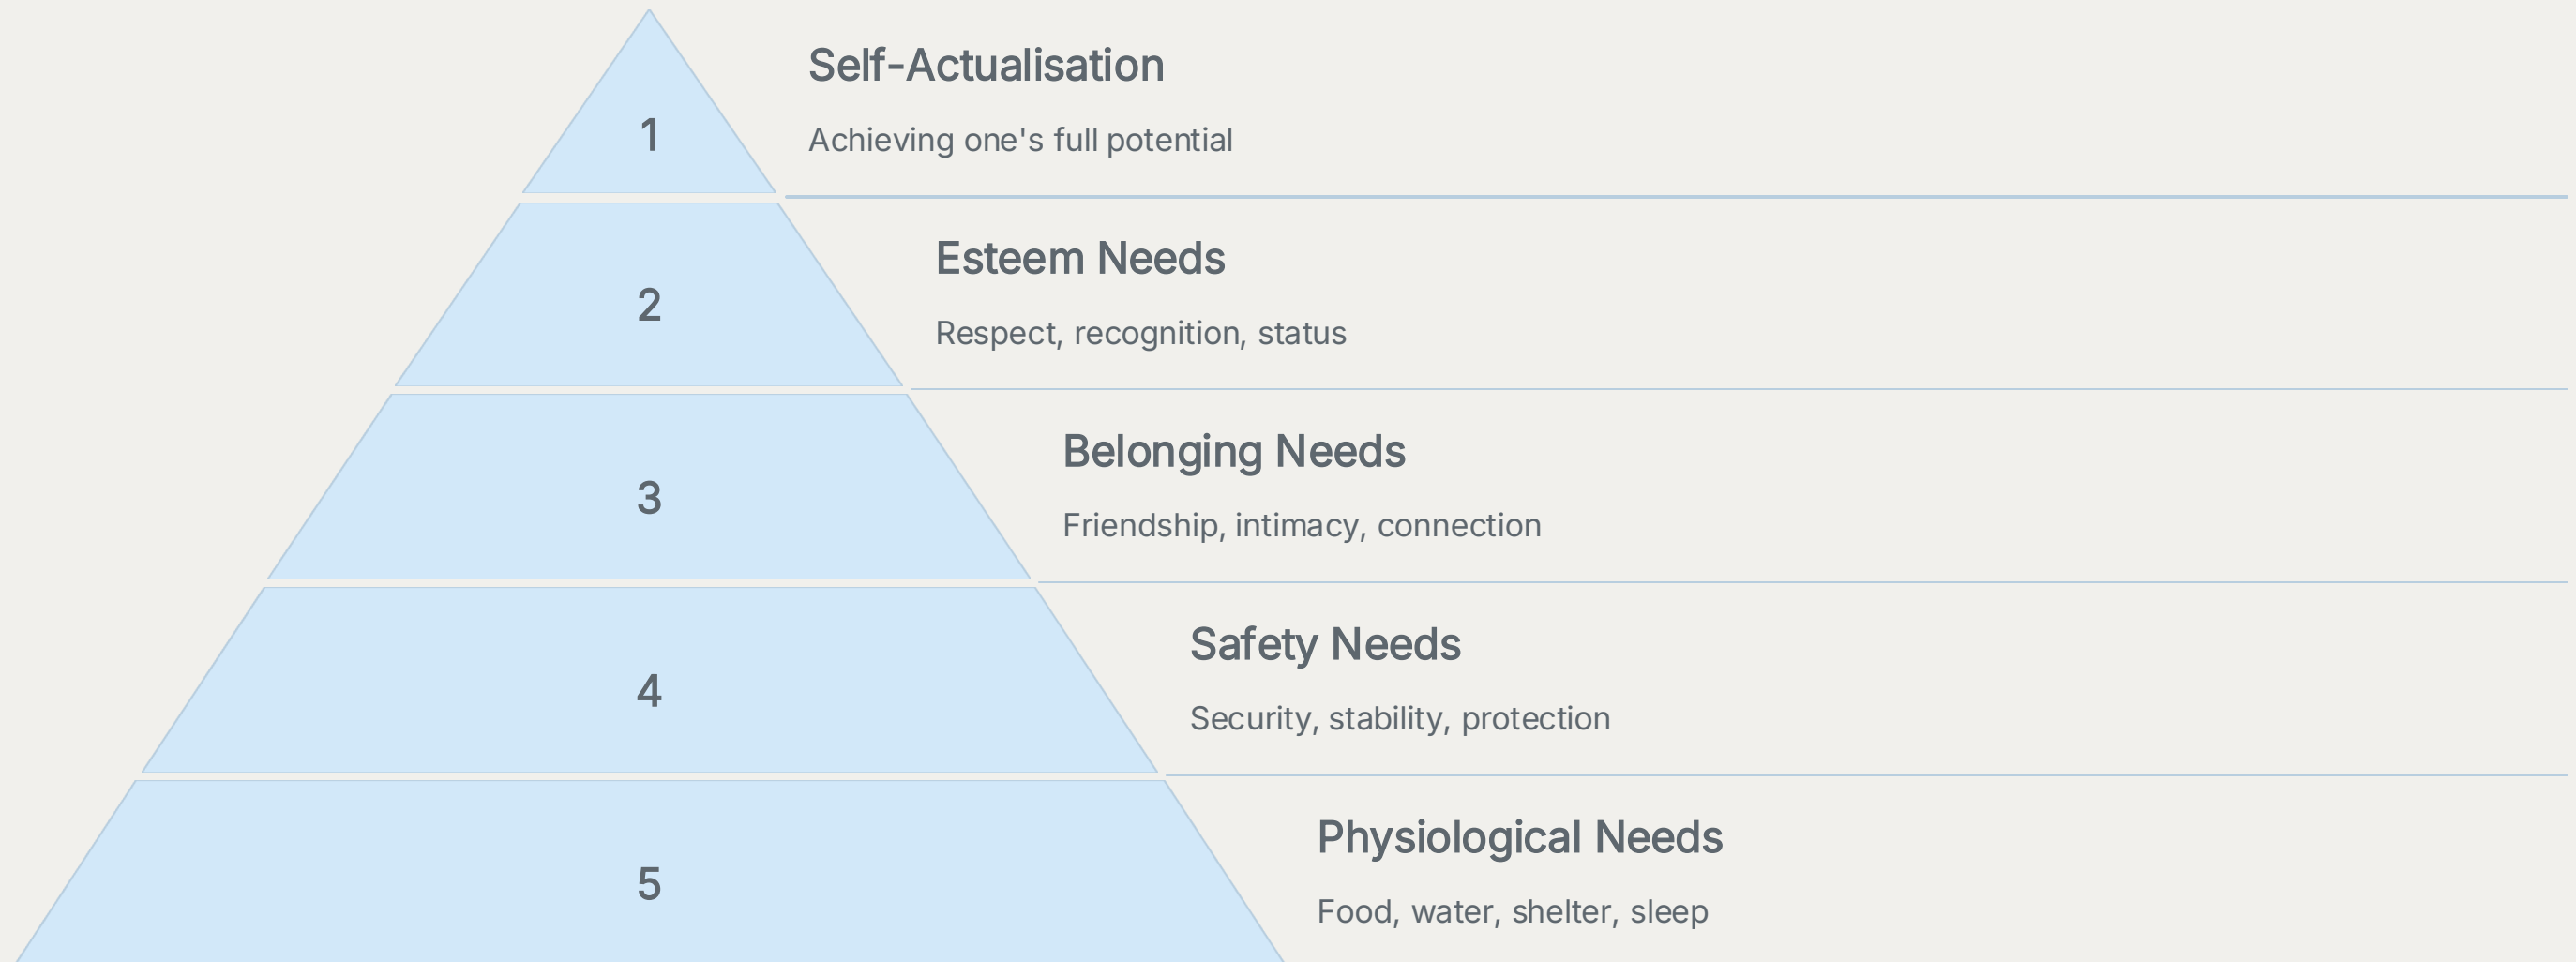 1
Self-Actualisation
Achieving one's full potential
2
Esteem Needs
Respect, recognition, status
3
Belonging Needs
Friendship, intimacy, connection
4
Safety Needs
Security, stability, protection
5
Physiological Needs
Food, water, shelter, sleep